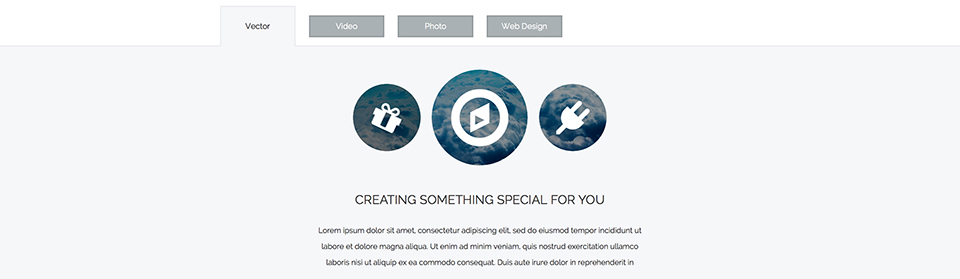 Vector Video Photo Web Design
CREATING SOMETHING SPECIAL FOR YOU
Lorem ipsum dolor sit amet, consectetur adipiscing elit, sed do eiusmod tempor incididunt ut
labore et dolore magna aliqua. Ut enim ad minim veniam, quis nostrud exercitation ullamco
laboris nisi ut aliquip ex ea commodo consequat. Duis aute irure dolor in reprehenderit in